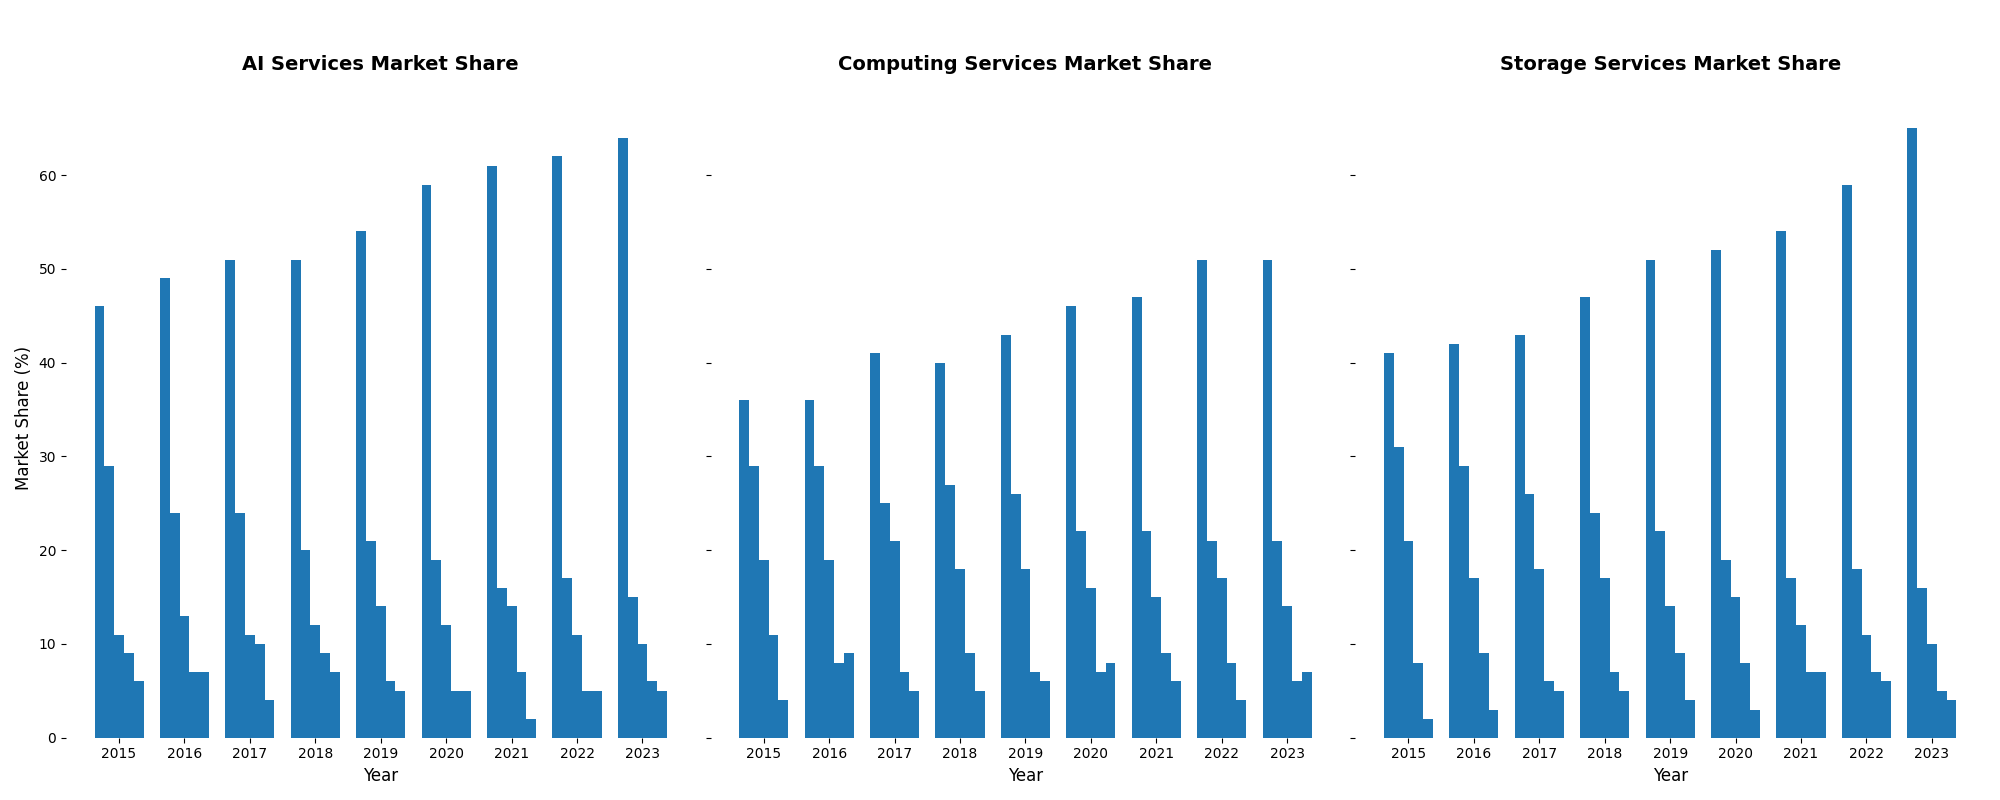 AI Services Market Share
Computing Services Market Share
Storage Services Market Share
Market Share (%)
60
50
40
30
20
10
0
2015 2016 2017 2018 2019 2020 2021 2022 2023
2015 2016 2017 2018 2019 2020 2021 2022 2023
2015 2016 2017 2018 2019 2020 2021 2022 2023
Year
Year
Year